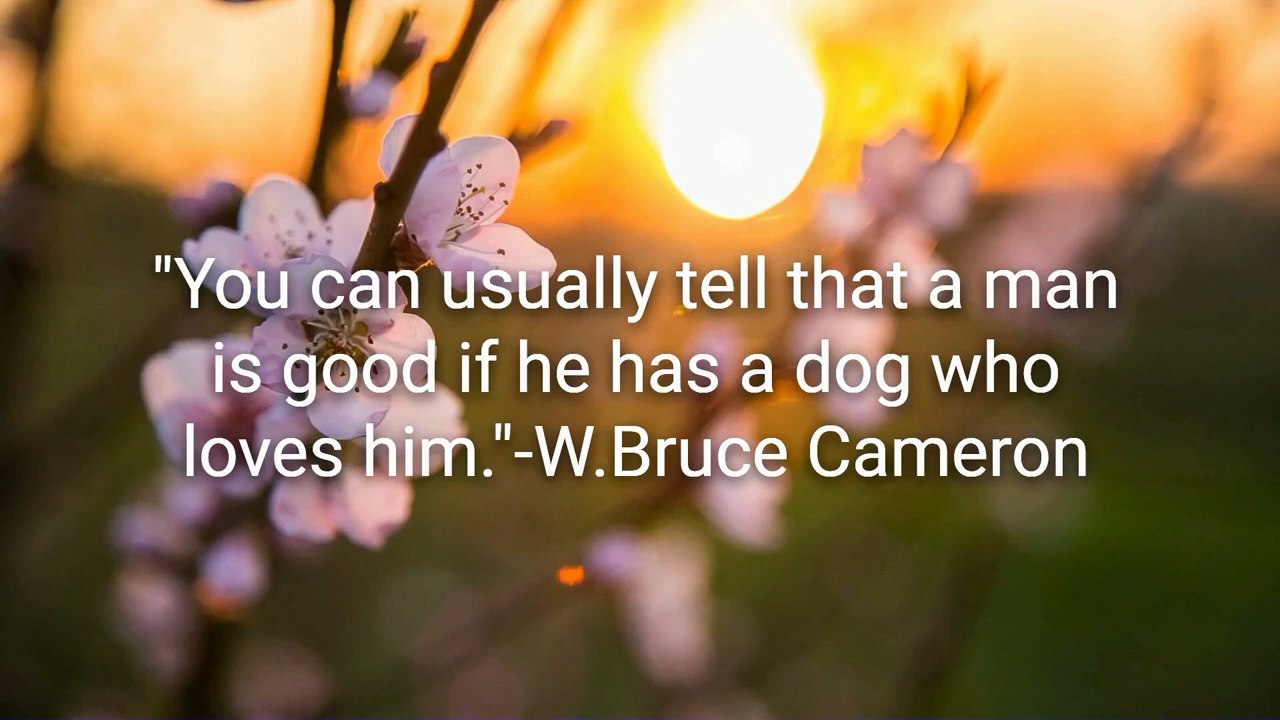 "You can usually tell that a man
is good if he has a dog who
loves him."-W.Bruce Cameron